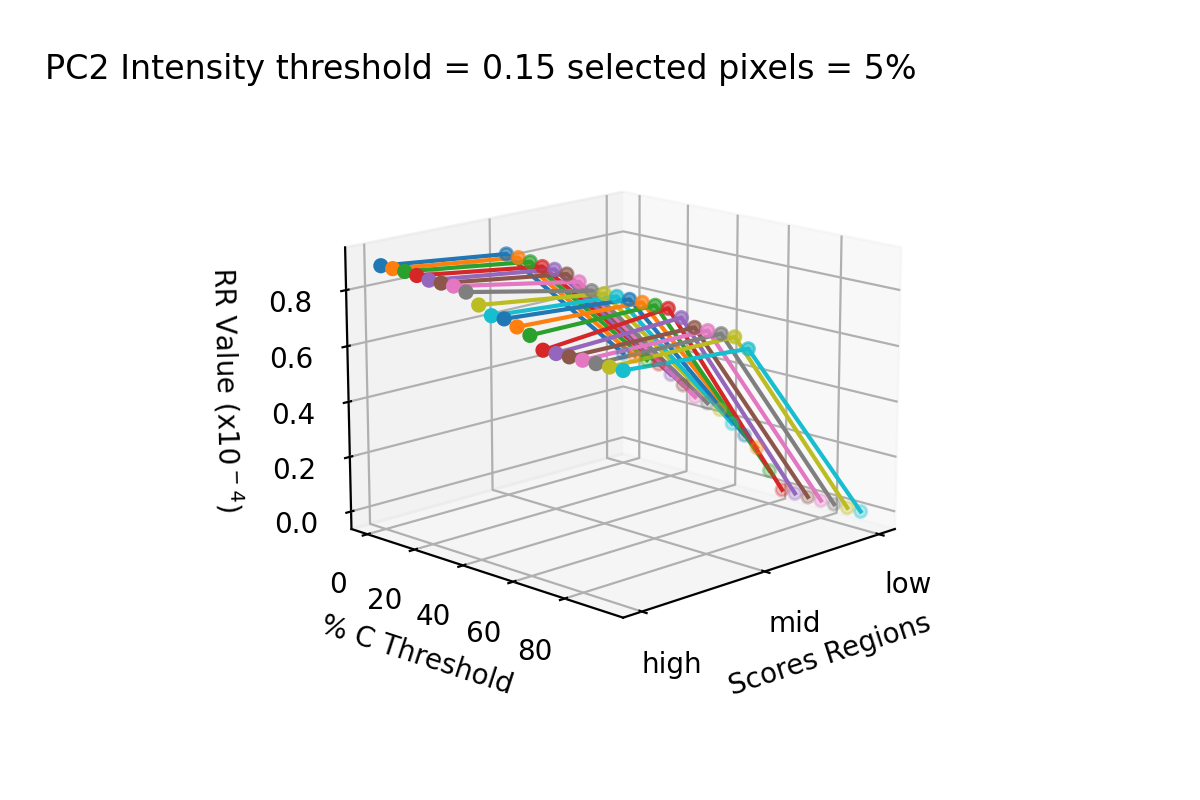 PC2 Intensity threshold = 0.15 selected pixels = 5%
RR Value (x10⁻⁴)
0.8
0.6
0.4
0.2
0.0
0
20
40
60
80
% C Threshold
high
mid
low
Scores Regions